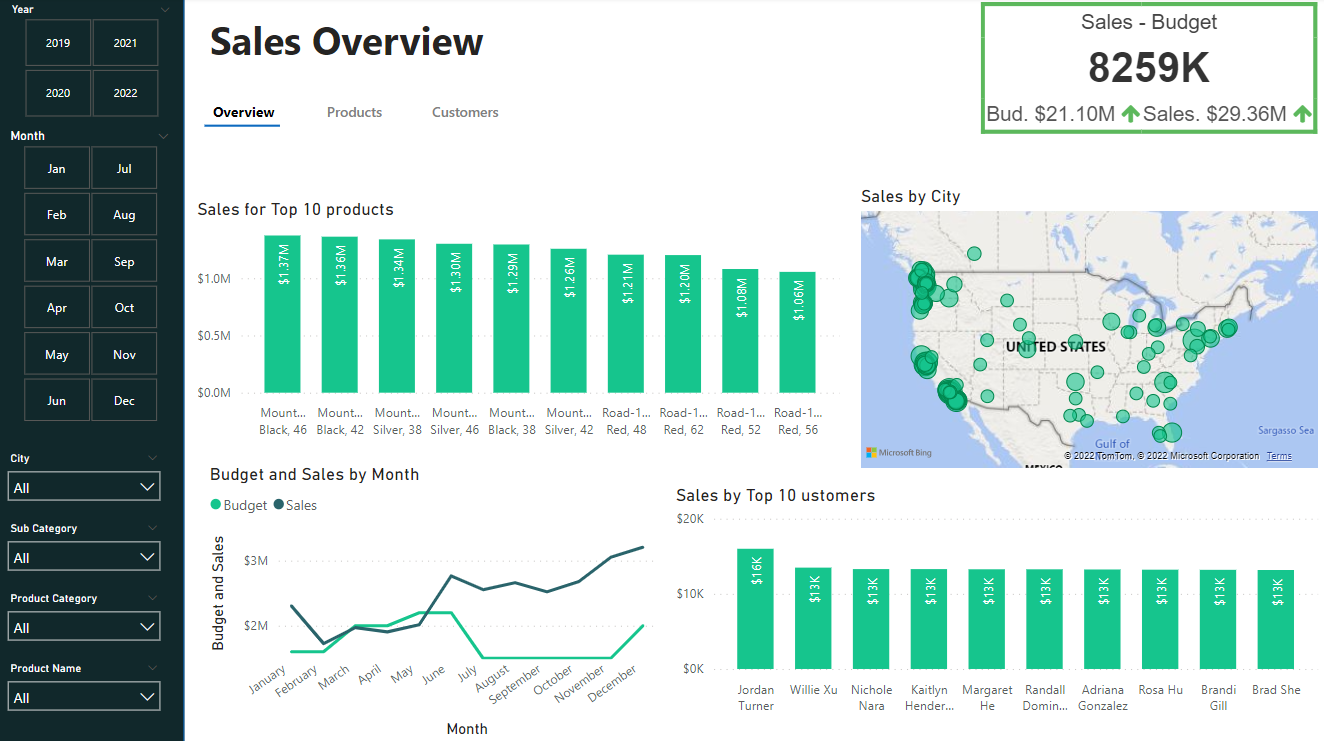 Year
2019 2021
2020 2022
Month
Jan Jul
Feb Aug
Mar Sep
Apr Oct
May Nov
Jun Dec
City
All
Sub Category
All
Product Category
All
Product Name
All
Sales Overview
Overview Products Customers
Sales - Budget
8259K
Bud. $21.10M Sales. $29.36M
Sales for Top 10 products
$1.0M
$0.5M
$0.0M
$1.37M $1.36M $1.34M $1.30M $1.29M $1.26M $1.21M $1.20M $1.08M $1.06M
Mount... Mount... Mount... Mount... Mount... Mount... Road-1... Road-1... Road-1... Road-1...
Black, 46 Black, 42 Silver, 38 Silver, 46 Black, 38 Silver, 42 Red, 48 Red, 62 Red, 52 Red, 56
Sales by City
UNITED STATES
Gulf of
Sargasso Sea
MEXICO
Microsoft Bing
© 2022 TomTom, © 2022 Microsoft Corporation Terms
Budget and Sales by Month
Budget Sales
Budget and Sales
$3M
$2M
January February March April May June July August September October November December
Month
Sales by Top 10 ustomers
$20K
$10K
$0K
$16K $13K $13K $13K $13K $13K $13K $13K $13K $13K
Jordan Willie Xu Nichole Kaitlyn Margaret Randall Adriana Rosa Hu Brandi Brad She
Turner Nara Hender... He Domin... Gonzalez Gill